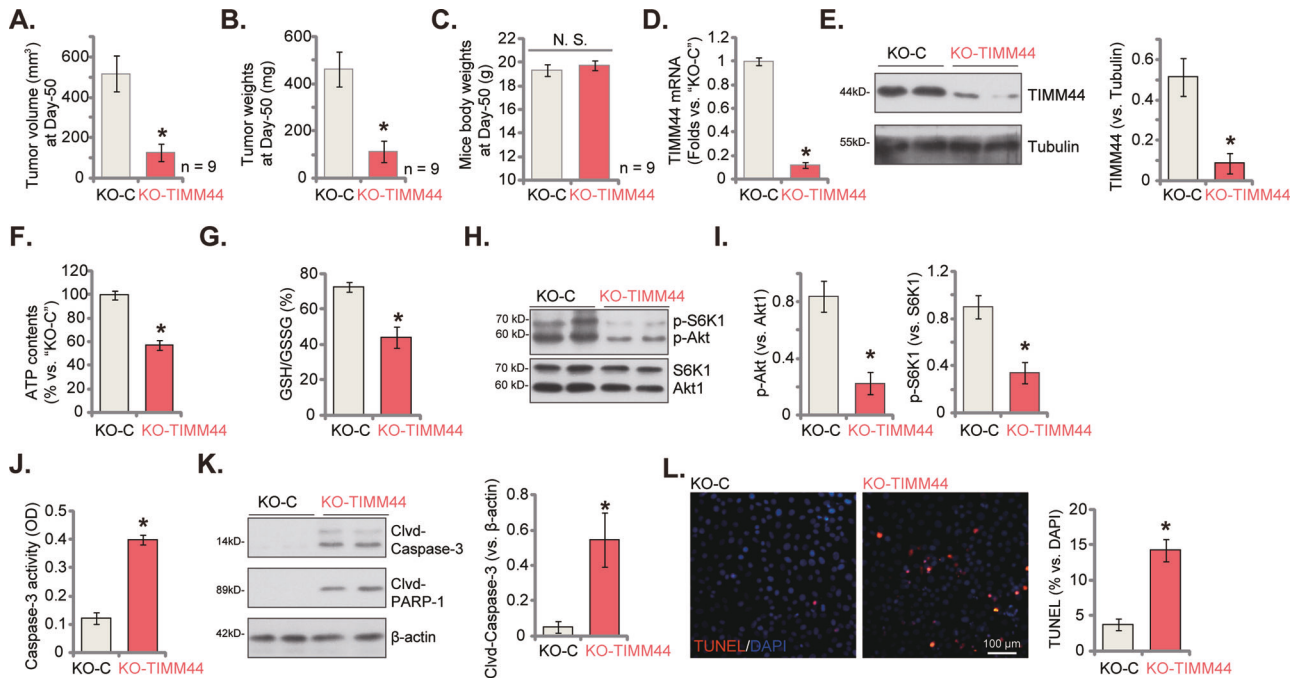 A.
Tumor volume (mm³)
at Day-50
600
400
200
0
*
n = 9
KO-C KO-TIMM44
B.
Tumor weights
at Day-50 (mg)
600
400
200
0
*
n = 9
KO-C KO-TIMM44
C.
Mice body weights
at Day-50 (g)
N. S.
22
20
18
16
14
12
10
n = 9
KO-C KO-TIMM44
D.
TIMM44 mRNA
(Folds vs. “KO-C”)
1.2
1
0.8
0.6
0.4
0.2
0
*
KO-C KO-TIMM44
E.
KO-C KO-TIMM44
44kD-
TIMM44
55kD-
Tubulin
TIMM44 (vs. Tubulin)
0.8
0.6
0.4
0.2
0
*
KO-C KO-TIMM44
F.
ATP contents
(% vs. “KO-C”)
120
100
80
60
40
20
0
*
KO-C KO-TIMM44
G.
GSH/GSSG (%)
80
60
40
20
0
*
KO-C KO-TIMM44
H.
KO-C KO-TIMM44
70 kD-
60 kD-
p-S6K1
p-Akt
70 kD-
60 kD-
S6K1
Akt1
I.
p-Akt (vs. Akt1)
1.2
0.8
0.4
0
*
KO-C KO-TIMM44
p-S6K1 (vs. S6K1)
1.2
0.9
0.6
0.3
0
*
KO-C KO-TIMM44
J.
Caspase-3 activity (OD)
0.5
0.4
0.3
0.2
0.1
0
*
KO-C KO-TIMM44
K.
KO-C KO-TIMM44
14kD-
Clvd-
Caspase-3
89kD-
Clvd-
PARP-1
42kD-
β-actin
Clvd-Caspase-3 (vs. β-actin)
0.8
0.6
0.4
0.2
0
*
KO-C KO-TIMM44
L.
KO-C
KO-TIMM44
TUNEL/DAPI
100 µm
TUNEL (% vs. DAPI)
20
15
10
5
0
*
KO-C KO-TIMM44